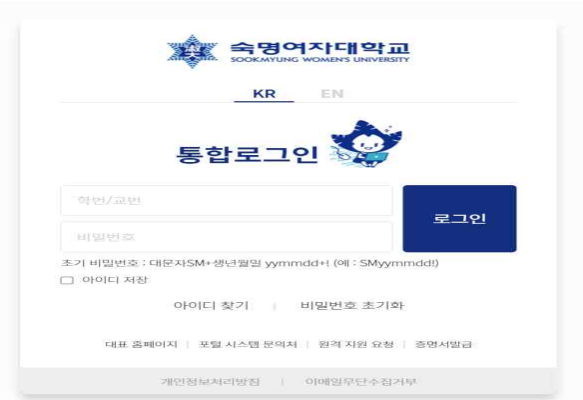 숙명여자대학교
SOOKMYUNG WOMEN'S UNIVERSITY
KR EN
통합로그인
학번/교번
로그인
비밀번호
초기 비밀번호 : 대문자SM+생년월일 yymmdd+! (예 : SMyymmdd!)
아이디 저장
아이디 찾기 | 비밀번호 초기화
대표 홈페이지 | 포털 시스템 문의처 | 원격 지원 요청 | 증명서발급
개인정보처리방침 | 이메일무단수집거부